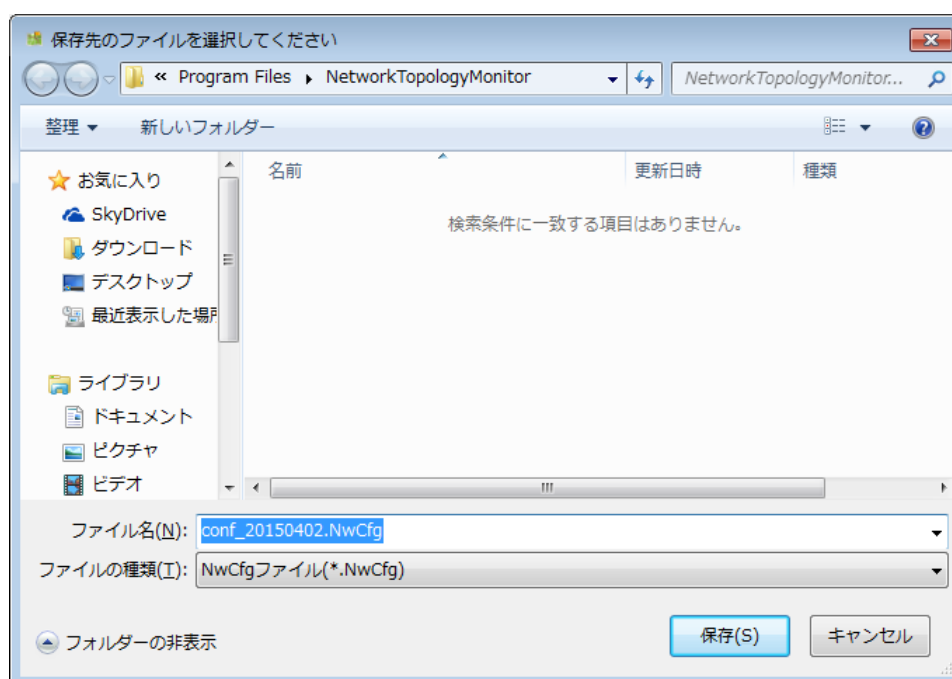 保存先のファイルを選択してください
« Program Files ▸ NetworkTopologyMonitor
NetworkTopologyMonitor...
整理 ▼ 新しいフォルダー
名前 更新日時 種類
検索条件に一致する項目はありません。
お気に入り
SkyDrive
ダウンロード
デスクトップ
最近表示した場所
ライブラリ
ドキュメント
ピクチャ
ビデオ
ファイル名(N): conf_20150402.NwCfg
ファイルの種類(T): NwCfgファイル(*.NwCfg)
フォルダーの非表示 保存(S) キャンセル